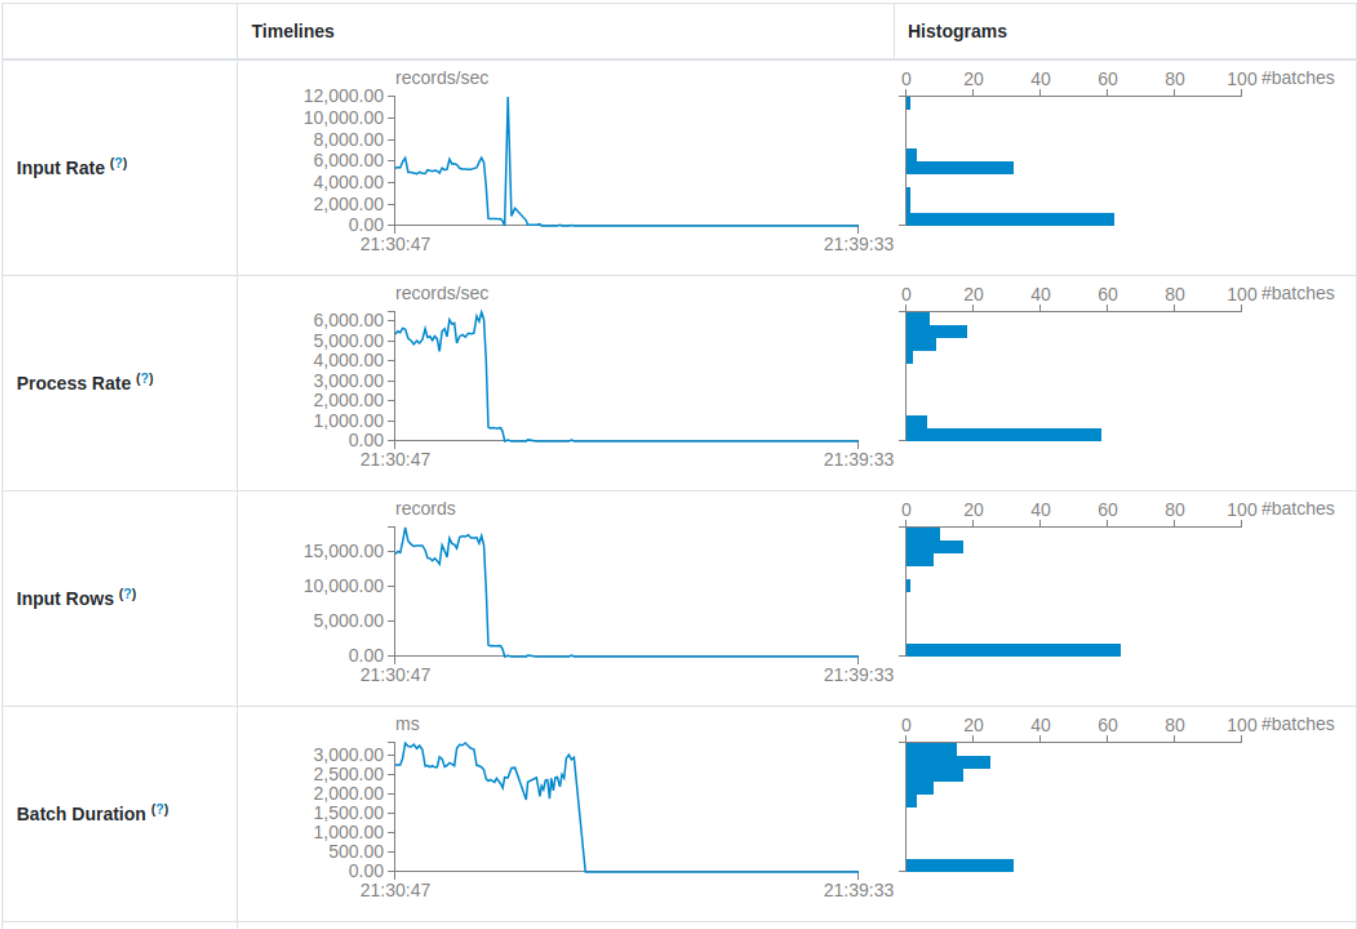 Timelines
Histograms
Input Rate (?)
records/sec
12,000.00
10,000.00
8,000.00
6,000.00
4,000.00
2,000.00
0.00
21:30:47
21:39:33
0 20 40 60 80 100 #batches
Process Rate (?)
records/sec
6,000.00
5,000.00
4,000.00
3,000.00
2,000.00
1,000.00
0.00
21:30:47
21:39:33
0 20 40 60 80 100 #batches
Input Rows (?)
records
15,000.00
10,000.00
5,000.00
0.00
21:30:47
21:39:33
0 20 40 60 80 100 #batches
Batch Duration (?)
ms
3,000.00
2,500.00
2,000.00
1,500.00
1,000.00
500.00
0.00
21:30:47
21:39:33
0 20 40 60 80 100 #batches